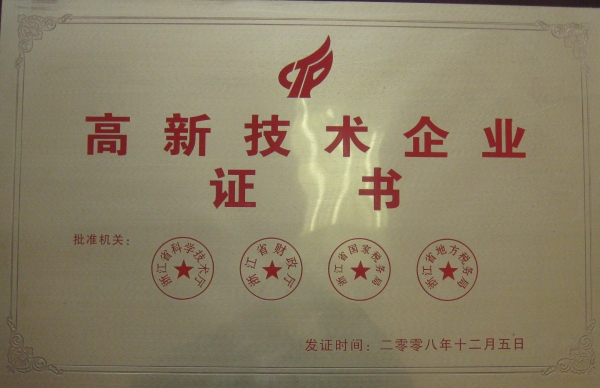 高新技术企业
证书
批准机关：
浙江省科学技术厅
浙江省财政厅
浙江省国家税务局
浙江省地方税务局
发证时间：二零零八年十二月五日